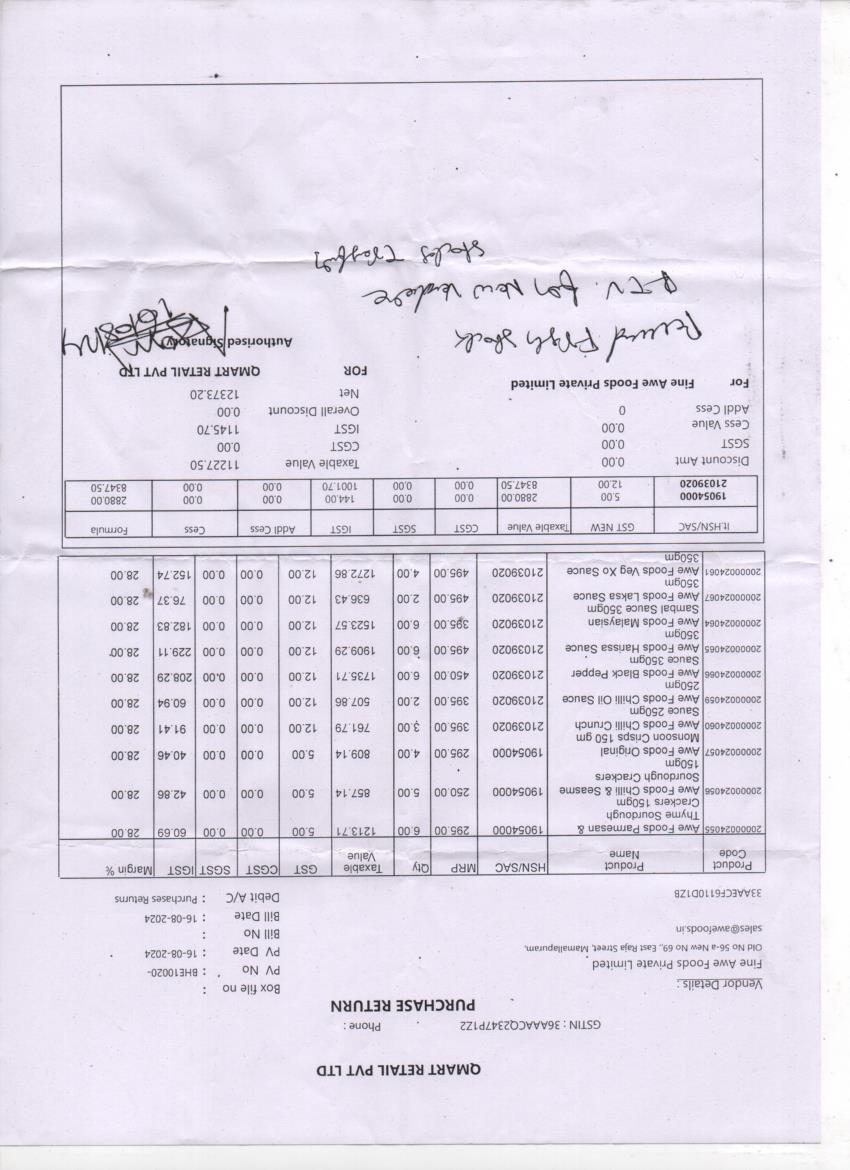 QMART RETAIL PVT LTD
GSTIN : 36AAACQ2347P1Z2 Phone :
PURCHASE RETURN
Vendor Details :
Fine Awe Foods Private Limited
Old No 56-a New No 69,, East Raja Street, Mamallapuram,
sales@awefoods.in
33AAECF6110D1ZB
Box file no :
PV No : BHE10020-
PV Date : 16-08-2024
Bill No :
Bill Date : 16-08-2024
Debit A/C : Purchases Returns
Product Code Product Name HSN/SAC MRP Qty Taxable Value GST CGST SGST IGST Margin %
20000024055 Awe Foods Parmesan & 19054000 295.00 6.00 1213.71 5.00 0.00 0.00 60.69 28.00
Thyme Sourdough
Crackers 150gm
20000024056 Awe Foods Chilli & Seasme 19054000 250.00 5.00 857.14 5.00 0.00 0.00 42.86 28.00
Sourdough Crackers
150gm
20000024057 Awe Foods Original 19054000 295.00 4.00 809.14 5.00 0.00 0.00 40.46 28.00
Monsoon Crisps 150 gm
20000024060 Awe Foods Chilli Crunch 21039020 395.00 3.00 761.79 12.00 0.00 0.00 91.41 28.00
Sauce 250gm
20000024059 Awe Foods Chilli Oil Sauce 21039020 395.00 2.00 507.86 12.00 0.00 0.00 60.94 28.00
250gm
20000024066 Awe Foods Black Pepper 21039020 450.00 6.00 1735.71 12.00 0.00 0.00 208.29 28.00
Sauce 350gm
20000024065 Awe Foods Harissa Sauce 21039020 495.00 6.00 1909.29 12.00 0.00 0.00 229.11 28.00
350gm
20000024064 Awe Foods Malaysian 21039020 395.00 6.00 1523.57 12.00 0.00 0.00 182.83 28.00
Sambal Sauce 350gm
20000024067 Awe Foods Laksa Sauce 21039020 495.00 2.00 636.43 12.00 0.00 0.00 76.37 28.00
350gm
20000024061 Awe Foods Veg Xo Sauce 21039020 495.00 4.00 1272.86 12.00 0.00 0.00 152.74 28.00
350gm
It.HSN/SAC GST NEW Taxable Value CGST SGST IGST Addl Cess Cess Formula
19054000 5.00 2880.00 0.00 0.00 144.00 0.00 0.00 2880.00
21039020 12.00 8347.50 0.00 0.00 1001.70 0.00 0.00 8347.50
Discount Amt 0.00
SGST 0.00
Cess Value 0.00
Addl Cess 0
Taxable Value 11227.50
CGST 0.00
IGST 1145.70
Overall Discount 0.00
Net 12373.20
For Fine Awe Foods Private Limited
FOR QMART RETAIL PVT LTD
Authorised Signatory
stock
RTV. for New
stocks